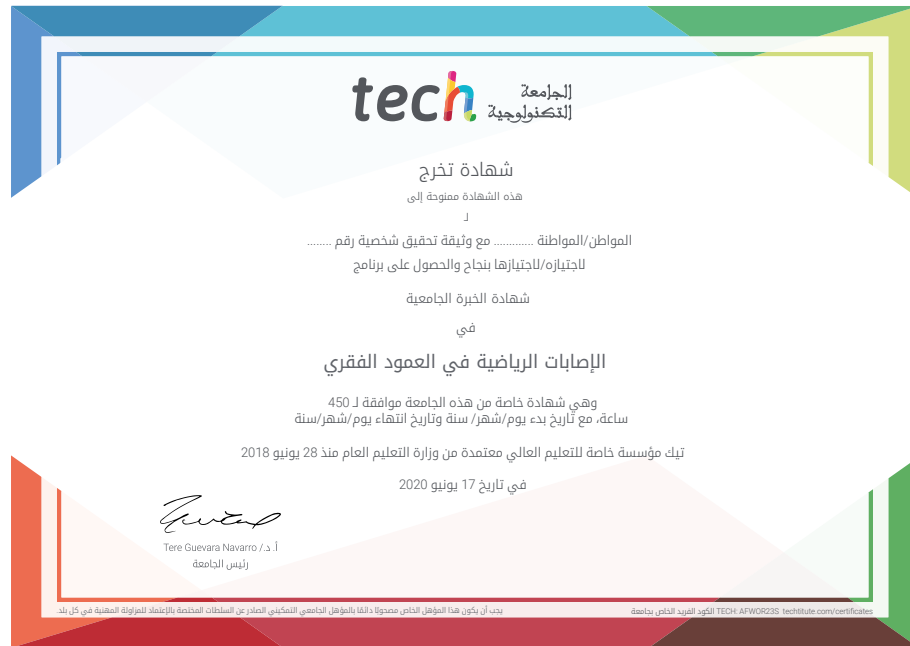 tech الجامعة
التكنولوجية
شهادة تخرج
هذه الشهادة ممنوحة إلى
لـ
المواطن/المواطنة ............. مع وثيقة تحقيق شخصية رقم ........
لاجتيازه/لاجتيازها بنجاح والحصول على برنامج
شهادة الخبرة الجامعية
في
الإصابات الرياضية في العمود الفقري
وهي شهادة خاصة من هذه الجامعة موافقة لـ 450
ساعة، مع تاريخ بدء يوم/شهر/ سنة وتاريخ انتهاء يوم/شهر/سنة
تيك مؤسسة خاصة للتعليم العالي معتمدة من وزارة التعليم العام منذ 28 يونيو 2018
في تاريخ 17 يونيو 2020
أ. د./ Tere Guevara Navarro
رئيس الجامعة
الكود الفريد الخاص بجامعة TECH: AFWOR23S techtitute.com/certificates
يجب أن يكون هذا المؤهل الخاص مصحوبًا دائمًا بالمؤهل الجامعي التمكيني الصادر عن السلطات المختصة بالإعتماد للمزاولة المهنية في كل بلد.